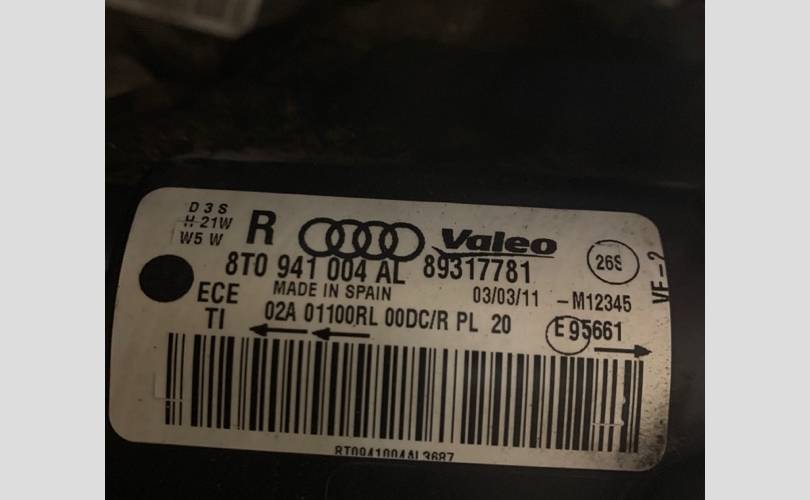 D3S
H 21W
W5W
R
Valeo
8T0 941 004 AL 89317781
26S
MADE IN SPAIN
03/03/11 -M12345
VF-2
ECE
TI
02A 01100RL 00DC/R PL 20
E 95661
8T0941004AL3687